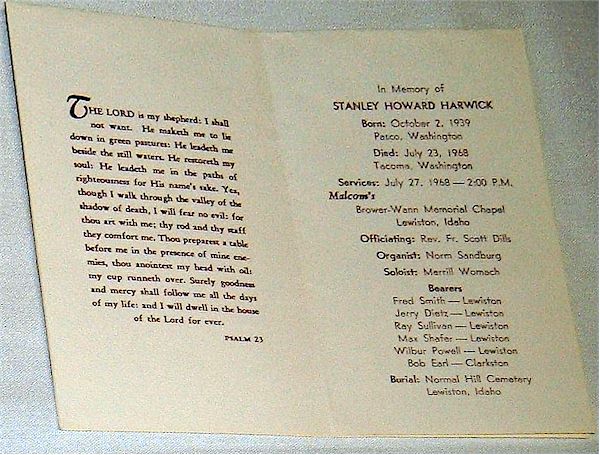 THE LORD is my shepherd: I shall
not want. He maketh me to lie
down in green pastures: He leadeth me
beside the still waters. He restoreth my
soul: He leadeth me in the paths of
righteousness for His name's sake. Yea,
though I walk through the valley of the
shadow of death, I will fear no evil: for
thou art with me; thy rod and thy staff
they comfort me. Thou preparest a table
before me in the presence of mine ene-
mies, thou anointest my head with oil:
my cup runneth over. Surely goodness
and mercy shall follow me all the days
of my life: and I will dwell in the house
of the Lord for ever.
PSALM 23
In Memory of
STANLEY HOWARD HARWICK
Born: October 2, 1939
Pasco, Washington
Died: July 23, 1968
Tacoma, Washington
Services: July 27, 1968 — 2:00 P.M.
Malcom's
Brower-Wann Memorial Chapel
Lewiston, Idaho
Officiating: Rev. Fr. Scott Dills
Organist: Norm Sandburg
Soloist: Merrill Womach
Bearers
Fred Smith — Lewiston
Jerry Dietz — Lewiston
Ray Sullivan — Lewiston
Max Shafer — Lewiston
Wilbur Powell — Lewiston
Bob Earl — Clarkston
Burial: Normal Hill Cemetery
Lewiston, Idaho